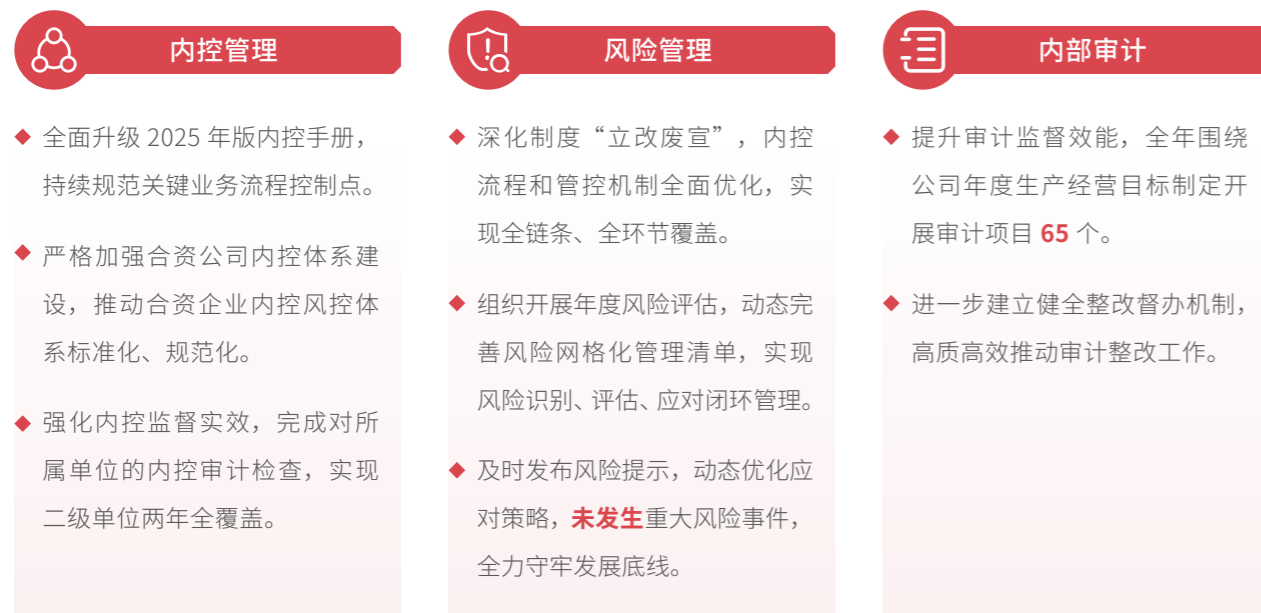 内控管理
全面升级 2025 年版内控手册，
持续规范关键业务流程控制点。
严格加强合资公司内控体系建
设，推动合资企业内控风控体
系标准化、规范化。
强化内控监督实效，完成对所
属单位的内控审计检查，实现
二级单位两年全覆盖。
风险管理
深化制度“立改废宣”，内控
流程和管控机制全面优化，实
现全链条、全环节覆盖。
组织开展年度风险评估，动态完
善风险网格化管理清单，实现
风险识别、评估、应对闭环管理。
及时发布风险提示，动态优化应
对策略，未发生重大风险事件，
全力守牢发展底线。
内部审计
提升审计监督效能，全年围绕
公司年度生产经营目标制定开
展审计项目 65 个。
进一步建立健全整改督办机制，
高质高效推动审计整改工作。